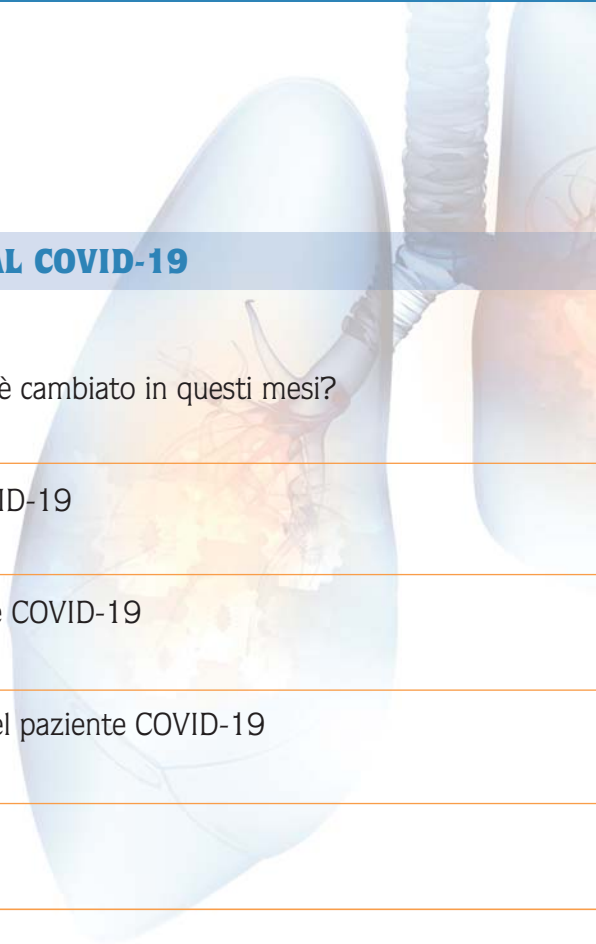 AL COVID-19
è cambiato in questi mesi?
ID-19
e COVID-19
el paziente COVID-19